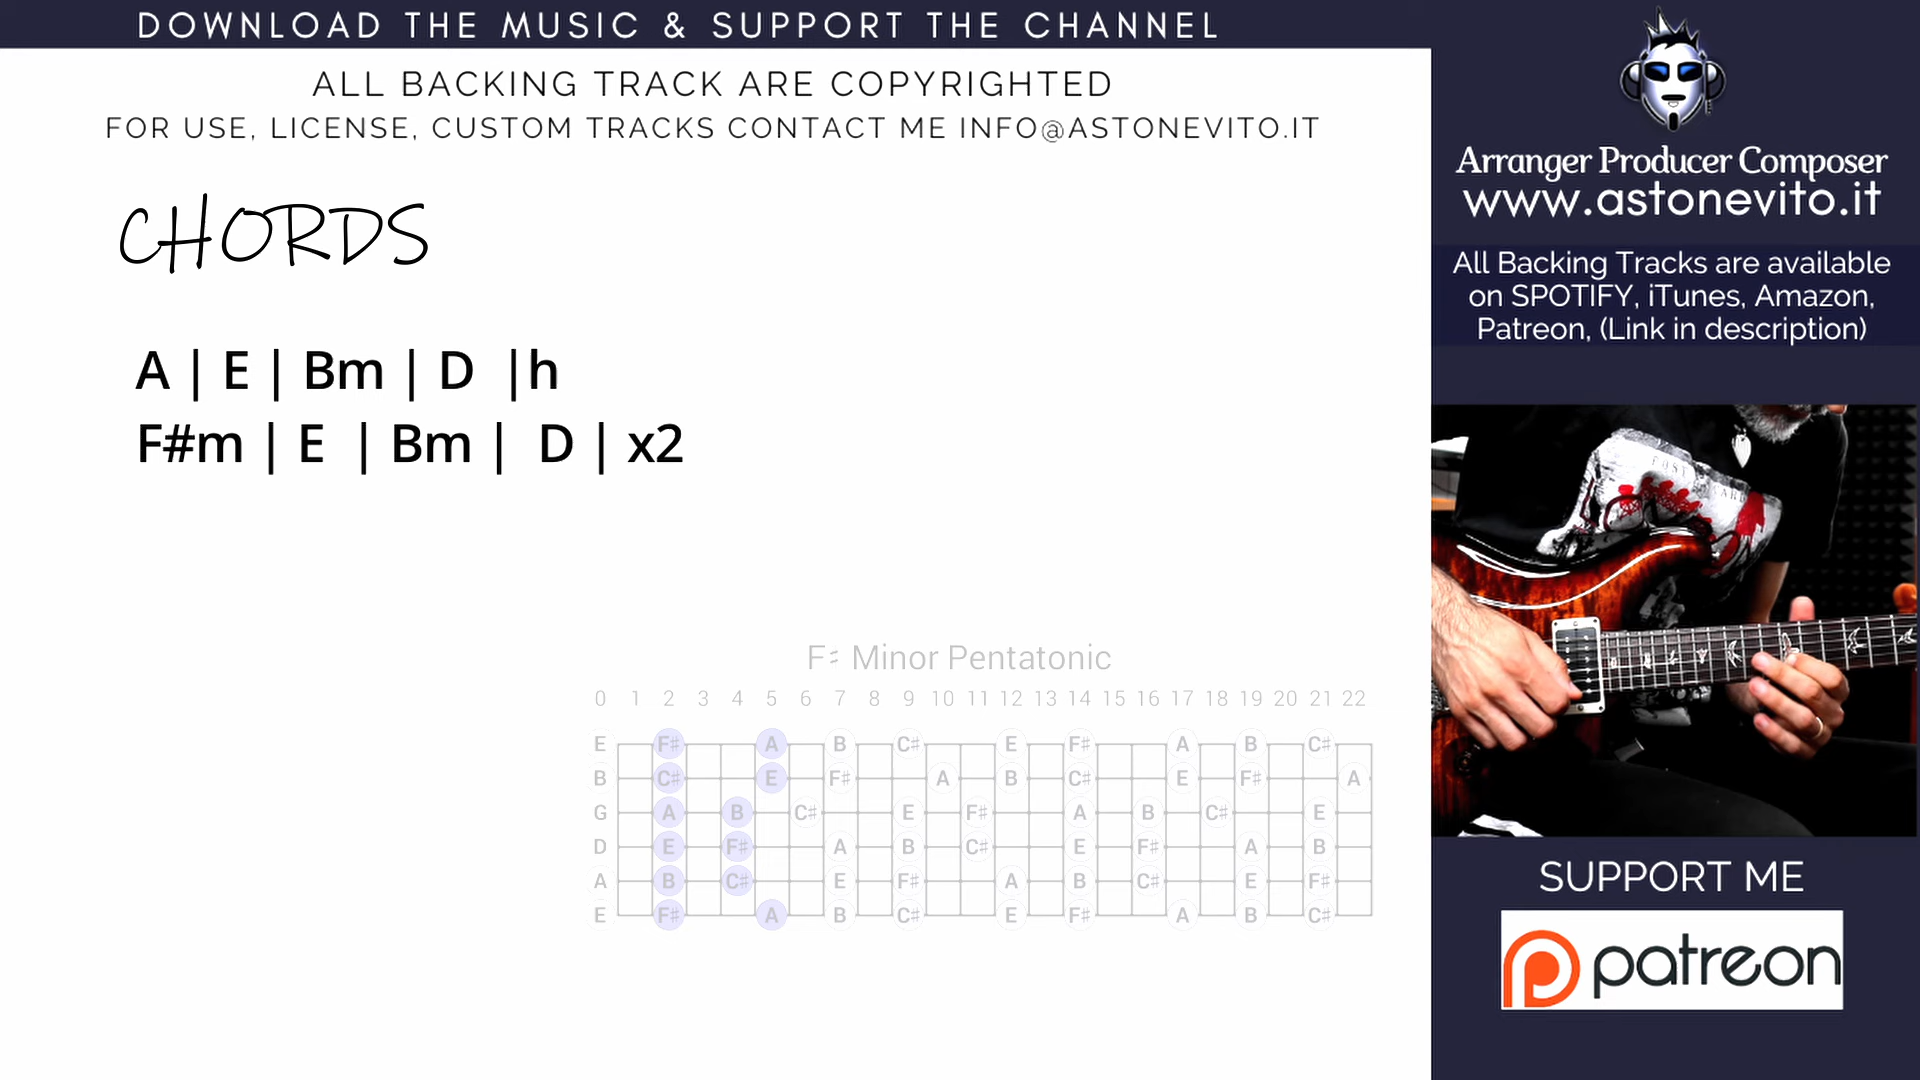 DOWNLOAD THE MUSIC & SUPPORT THE CHANNEL
ALL BACKING TRACK ARE COPYRIGHTED
FOR USE, LICENSE, CUSTOM TRACKS CONTACT ME INFO@ASTONEVITO.IT
CHORDS
A | E | Bm | D |h
F#m | E | Bm | D | x2
F♯ Minor Pentatonic
0 1 2 3 4 5 6 7 8 9 10 11 12 13 14 15 16 17 18 19 20 21 22
E F♯ A B C♯ E F♯ A B C♯
B C♯ E F♯ A B C♯ E F♯ A
G A B C♯ E F♯ A B C♯ E
D E F♯ A B C♯ E F♯ A B
A B C♯ E F♯ A B C♯ E F♯
E F♯ A B C♯ E F♯ A B C♯
Arranger Producer Composer
www.astonevito.it
All Backing Tracks are available
on SPOTIFY, iTunes, Amazon,
Patreon, (Link in description)
SUPPORT ME
patreon